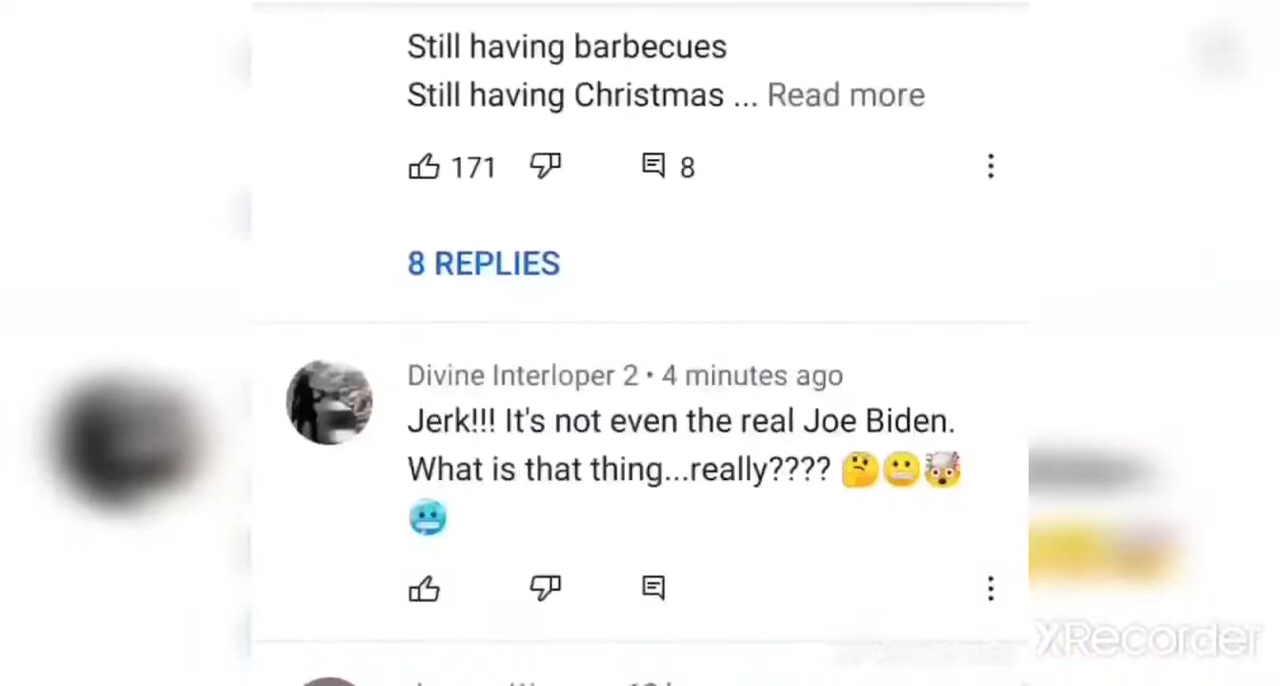 Still having barbecues
Still having Christmas ... Read more
171 8
8 REPLIES
Divine Interloper 2 • 4 minutes ago
Jerk!!! It's not even the real Joe Biden.
What is that thing...really???? 🤔😬🤯
🥶
XRecorder